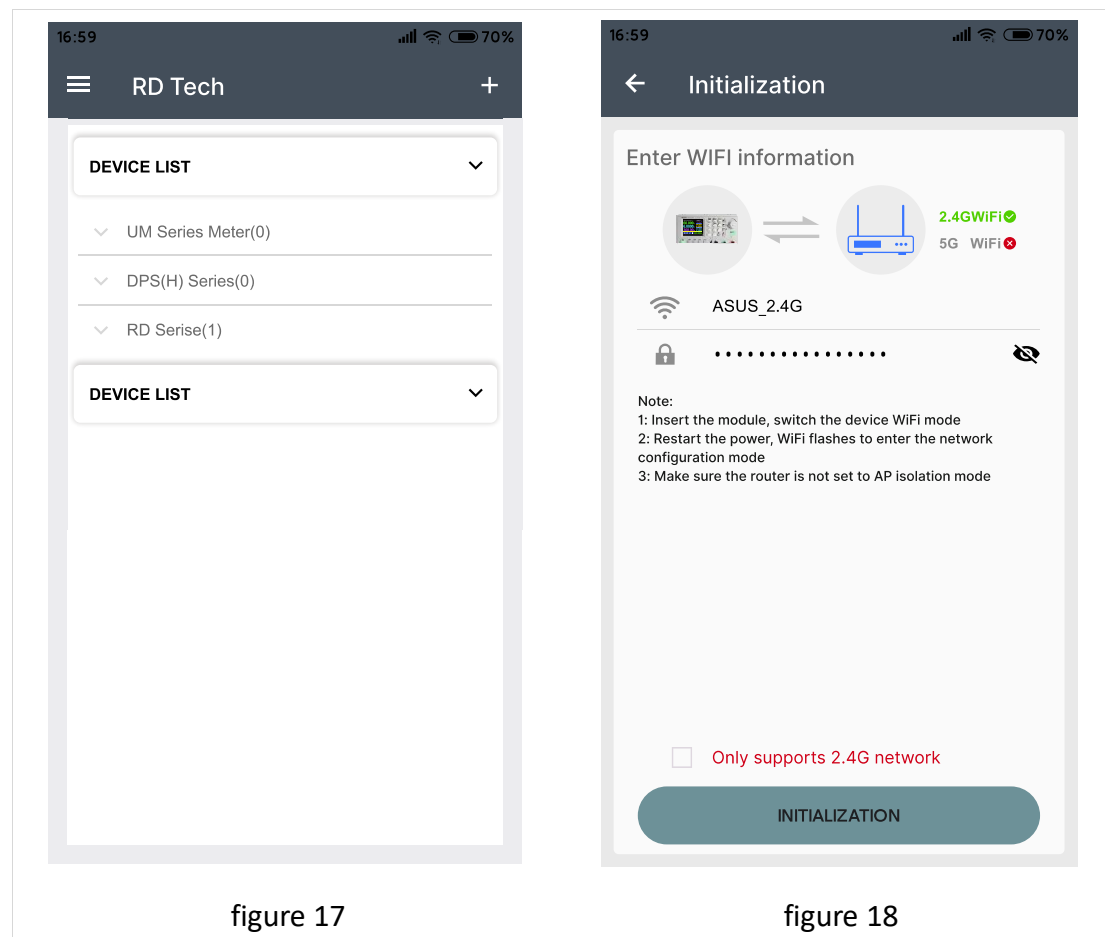 16:59
70%
RD Tech
+
DEVICE LIST
UM Series Meter(0)
DPS(H) Series(0)
RD Serise(1)
DEVICE LIST
figure 17
16:59
70%
Initialization
Enter WIFI information
2.4GWiFi
5G WiFi
ASUS_2.4G
Note:
1: Insert the module, switch the device WiFi mode
2: Restart the power, WiFi flashes to enter the network
configuration mode
3: Make sure the router is not set to AP isolation mode
Only supports 2.4G network
INITIALIZATION
figure 18